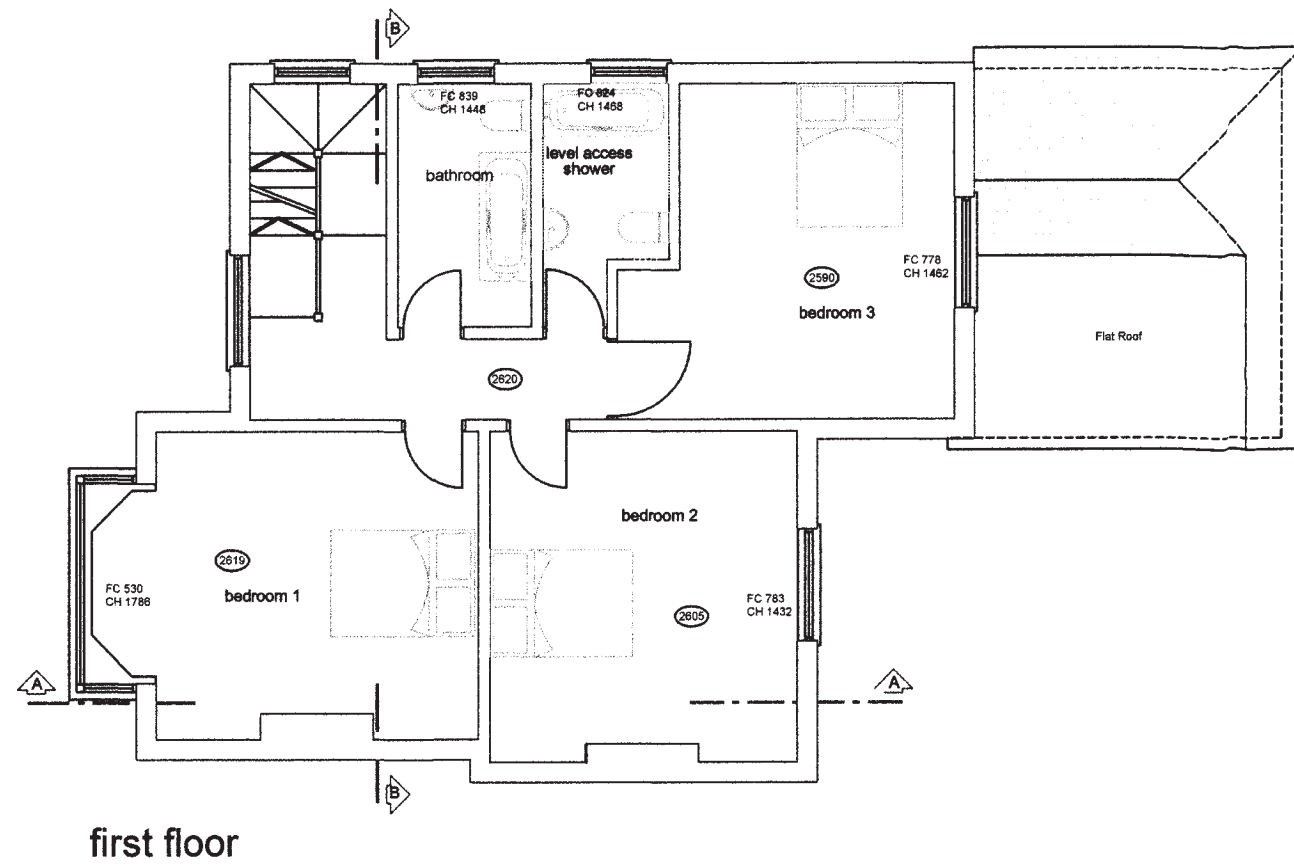 B
FC 839
CH 1448
FC 824
CH 1468
level access
shower
bathroom
FC 778
CH 1462
2590
bedroom 3
Flat Roof
2620
bedroom 2
2619
bedroom 1
FC 530
CH 1786
FC 783
CH 1432
2605
A
A
B
first floor